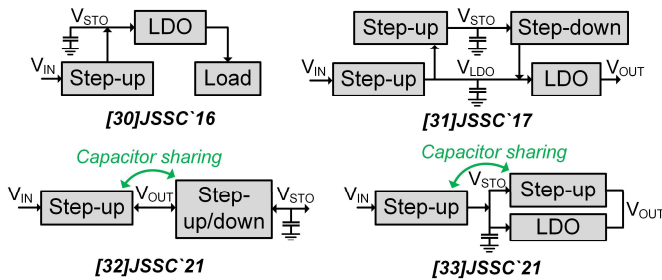 V_STO
LDO
V_IN
Step-up
Load
[30]JSSC`16
Step-up
V_STO
Step-down
V_IN
Step-up
V_LDO
LDO
V_OUT
[31]JSSC`17
Capacitor sharing
V_IN
Step-up
V_OUT
Step-
up/down
V_STO
[32]JSSC`21
Capacitor sharing
V_IN
Step-up
V_STO
Step-up
LDO
V_OUT
[33]JSSC`21